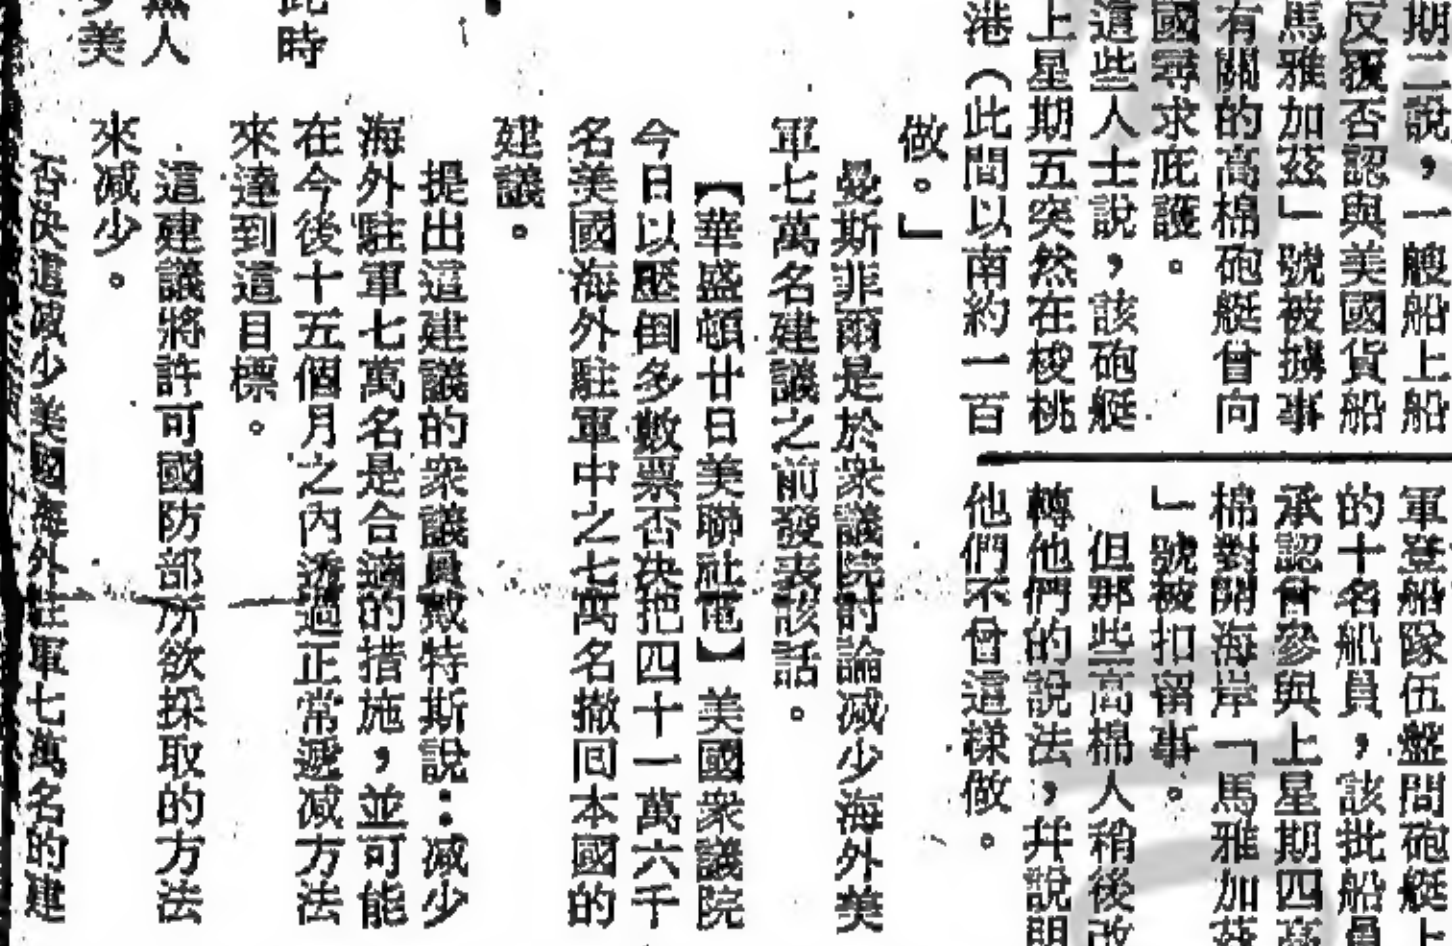 期三說，一艘船上船
反覆否認與美國貨船
馬雅加茲」號被擄事
有關的高棉砲艇曾向
國尋求庇護。
這些人士說，該砲艇
上星期五突然在梭桃
港（此間以南約一百
軍登船隊伍盤問砲艇上
的十名船員，該批船員
承認曾參與上星期四高
棉對開海岸「馬雅加茲
」號被扣留事。
但那些高棉人稍後改
轉他們的說法，幷說明
他們不曾這樣做。
做。」
曼斯菲爾是於衆議院討論减少海外美
軍七萬名建議之前發表該話。
【華盛頓廿日美聯社電】美國衆議院
今日以壓倒多數票否決把四十一萬六千
名美國海外駐軍中之七萬名撤囘本國的
建議。
提出這建議的衆議員戴特斯說：减少
海外駐軍七萬名是合適的措施，並可能
在今後十五個月之內透過正常遞减方法
來達到這目標。
這建議將許可國防部所欲採取的方法
來减少。
否決這减少美國海外駐軍七萬名的建
此時
人
美